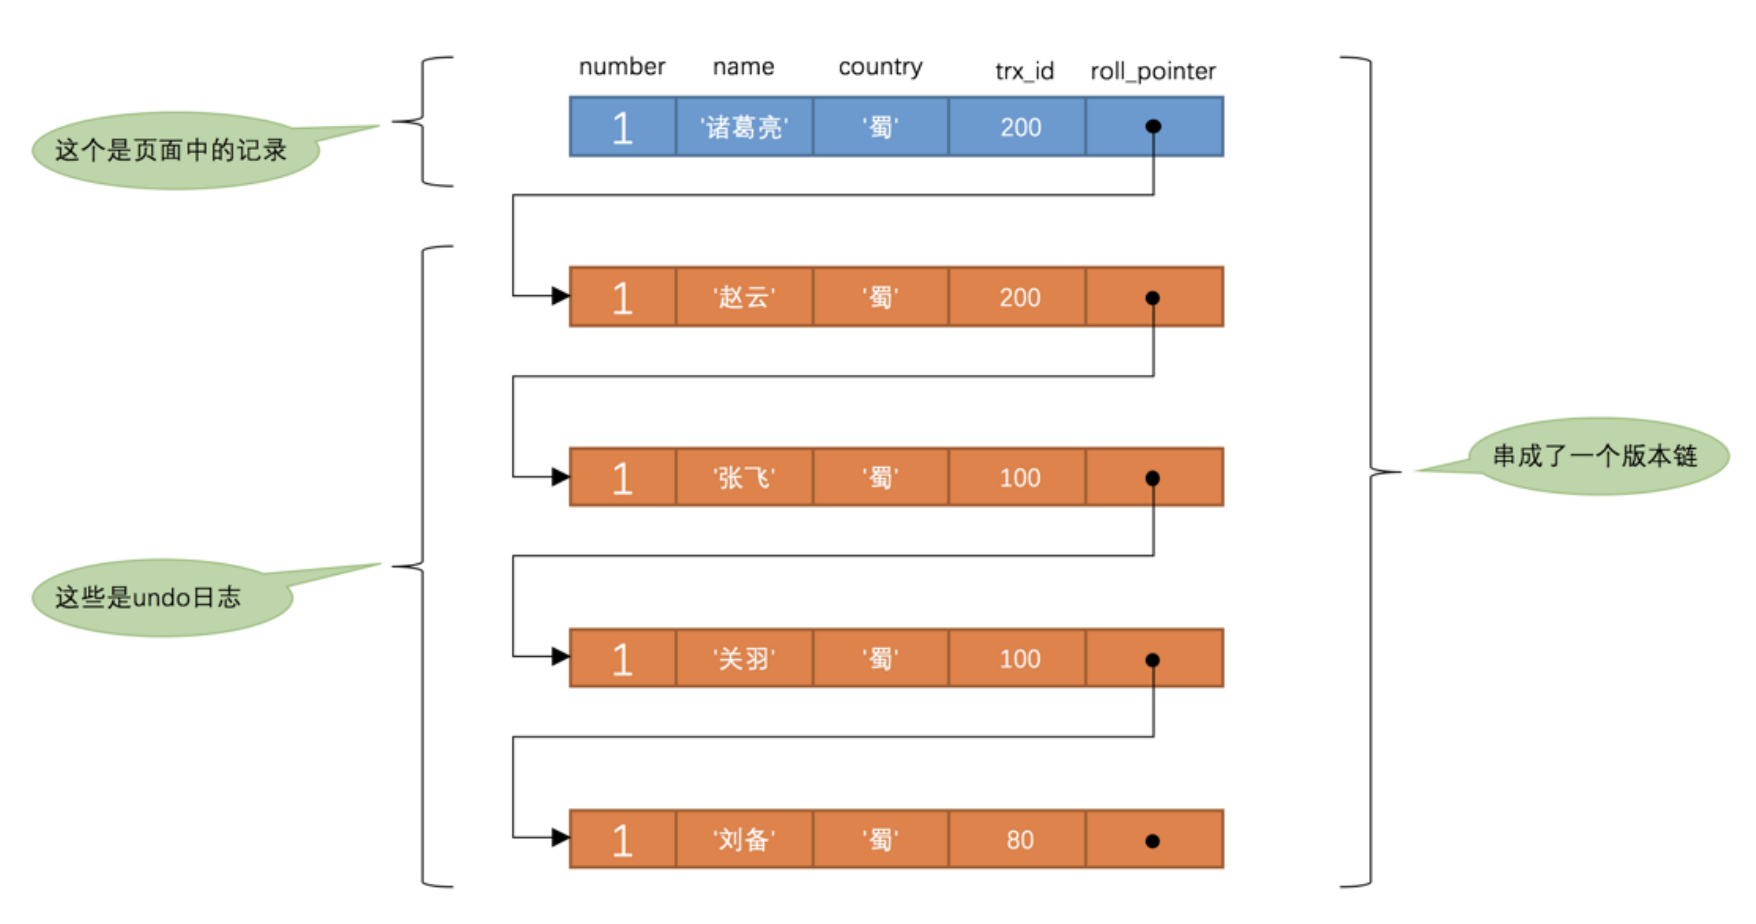 number name country trx_id roll_pointer
1 '诸葛亮' '蜀' 200
这个是页面中的记录
1 '赵云' '蜀' 200
1 '张飞' '蜀' 100
串成了一个版本链
这些是undo日志
1 '关羽' '蜀' 100
1 '刘备' '蜀' 80